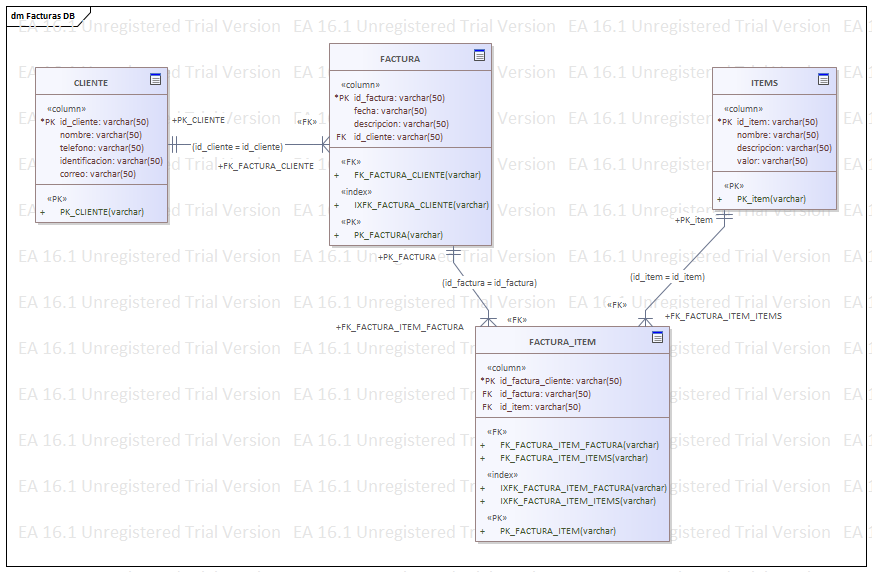 dm Facturas DB
EA 16.1 Unregistered Trial Version
CLIENTE
«column»
*PK id_cliente: varchar(50)
nombre: varchar(50)
telefono: varchar(50)
identificacion: varchar(50)
correo: varchar(50)
«PK»
+ PK_CLIENTE(varchar)
+PK_CLIENTE
«FK»
(id_cliente = id_cliente)
+FK_FACTURA_CLIENTE
FACTURA
«column»
*PK id_factura: varchar(50)
fecha: varchar(50)
descripcion: varchar(50)
FK id_cliente: varchar(50)
«FK»
+ FK_FACTURA_CLIENTE(varchar)
«index»
+ IXFK_FACTURA_CLIENTE(varchar)
«PK»
+ PK_FACTURA(varchar)
ITEMS
«column»
*PK id_item: varchar(50)
nombre: varchar(50)
descripcion: varchar(50)
valor: varchar(50)
«PK»
+ PK_item(varchar)
+PK_item
(id_item = id_item)
«FK»
+FK_FACTURA_ITEM_ITEMS
+PK_FACTURA
(id_factura = id_factura)
«FK»
+FK_FACTURA_ITEM_FACTURA
FACTURA_ITEM
«column»
*PK id_factura_cliente: varchar(50)
FK id_factura: varchar(50)
FK id_item: varchar(50)
«FK»
+ FK_FACTURA_ITEM_FACTURA(varchar)
+ FK_FACTURA_ITEM_ITEMS(varchar)
«index»
+ IXFK_FACTURA_ITEM_FACTURA(varchar)
+ IXFK_FACTURA_ITEM_ITEMS(varchar)
«PK»
+ PK_FACTURA_ITEM(varchar)